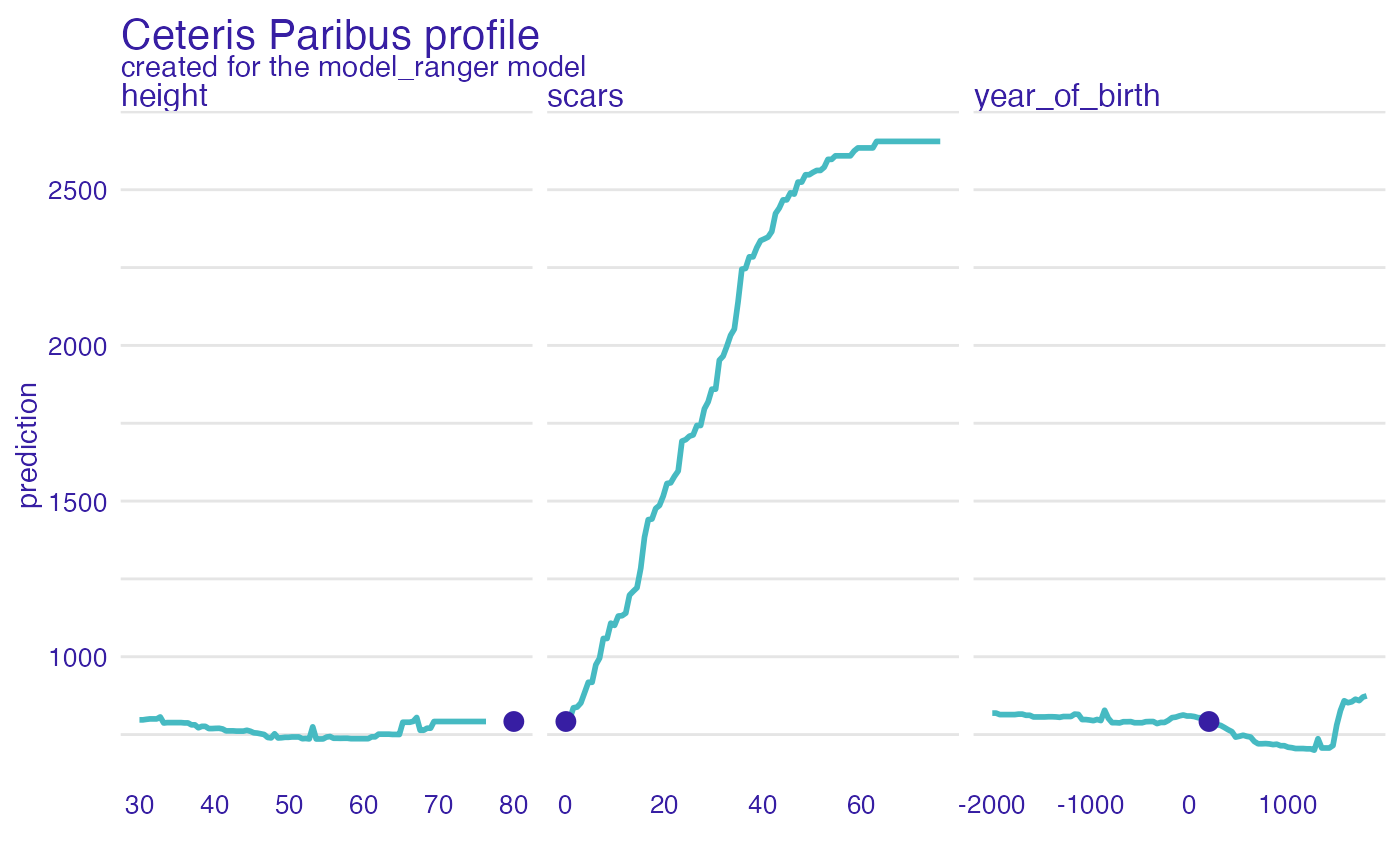 Ceteris Paribus profile
created for the model_ranger model
height scars year_of_birth
2500
2000
1500
1000
prediction
30 40 50 60 70 80 0 20 40 60 -2000 -1000 0 1000